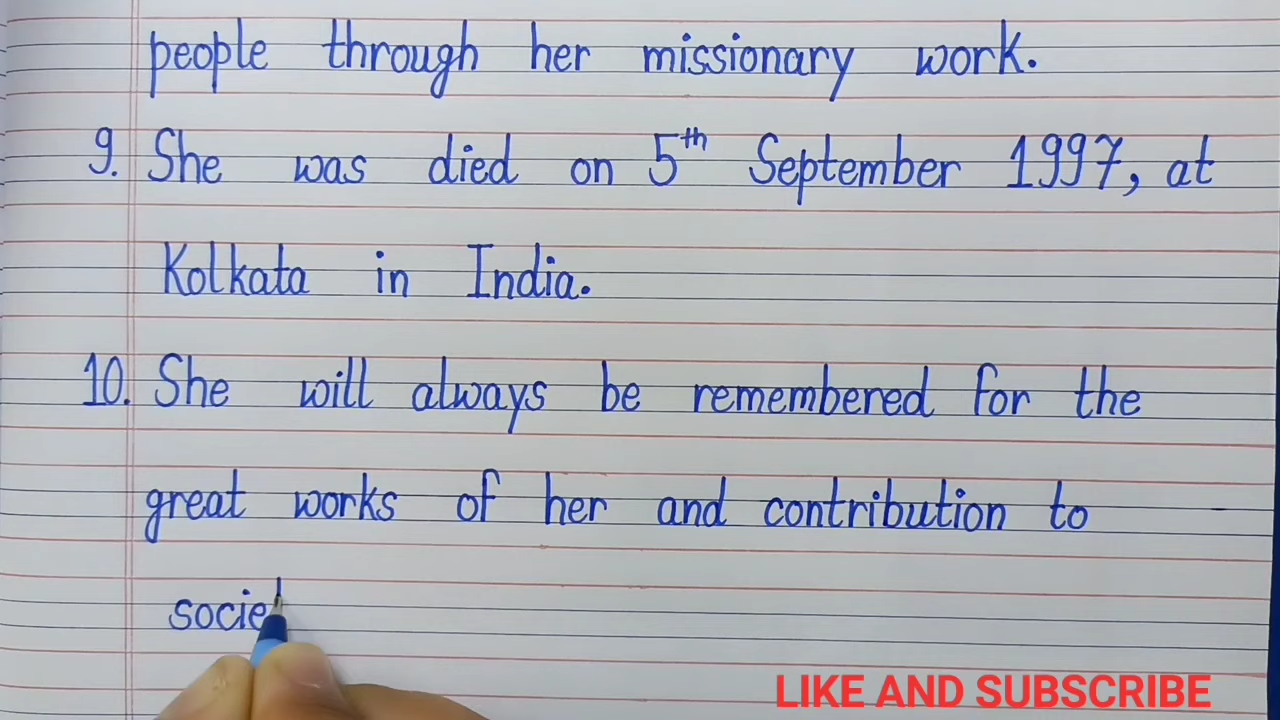 people through her missionary work.
9. She was died on 5th September 1997, at
Kolkata in India.
10. She will always be remembered for the
great works of her and contribution to
societ
LIKE AND SUBSCRIBE